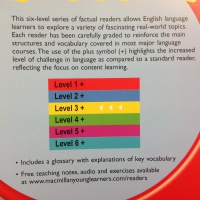 This six-level series of factual readers allows English language
learners to explore a variety of fascinating real-world topics.
Each reader has been carefully graded to reinforce the main
structures and vocabulary covered in most major language
courses. The use of the plus symbol (+) highlights the increased
level of challenge in language as compared to a standard reader,
reflecting the focus on content learning.
Level 1 +
Level 2 +
Level 3 +
Level 4 +
Level 5 +
Level 6 +
• Includes a glossary with explanations of key vocabulary
• Free teaching notes, audio and exercises available
at www.macmillanyounglearners.com/readers